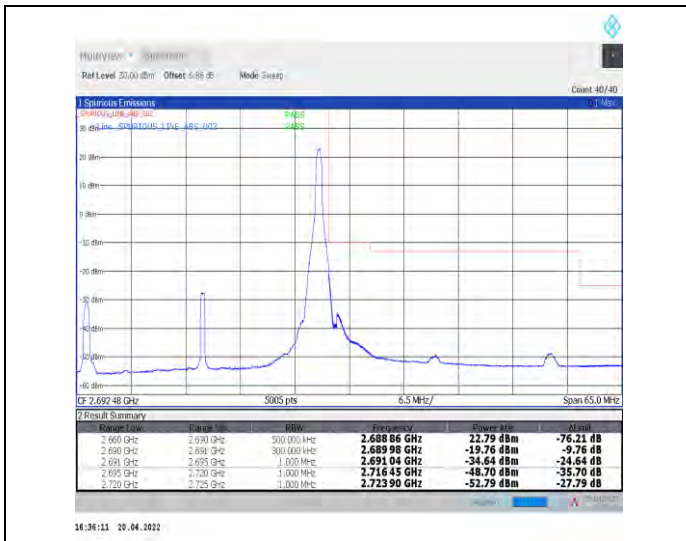 MultiView Spectrum
Ref Level 30.00 dBm Offset 6.86 dB Mode Sweep
Count 40/40
1 Spurious Emissions 1 Max
_SPURIOUS_LINE_ABS_002 PASS
Line _SPURIOUS_LINE_ABS_002 PASS
30 dBm
20 dBm
10 dBm
0 dBm
-10 dBm
-20 dBm
-30 dBm
-40 dBm
-50 dBm
-60 dBm
CF 2.692 48 GHz 5005 pts 6.5 MHz/ Span 65.0 MHz
2 Result Summary
Range Low Range Up RBW Frequency Power Abs ΔLimit
2.660 GHz 2.690 GHz 500.000 kHz 2.688 86 GHz 22.79 dBm -76.21 dB
2.690 GHz 2.691 GHz 300.000 kHz 2.689 98 GHz -19.76 dBm -9.76 dB
2.691 GHz 2.695 GHz 1.000 MHz 2.691 04 GHz -34.64 dBm -24.64 dB
2.695 GHz 2.720 GHz 1.000 MHz 2.716 45 GHz -48.70 dBm -35.70 dB
2.720 GHz 2.725 GHz 1.000 MHz 2.723 90 GHz -52.79 dBm -27.79 dB
16:36:11 20.04.2022